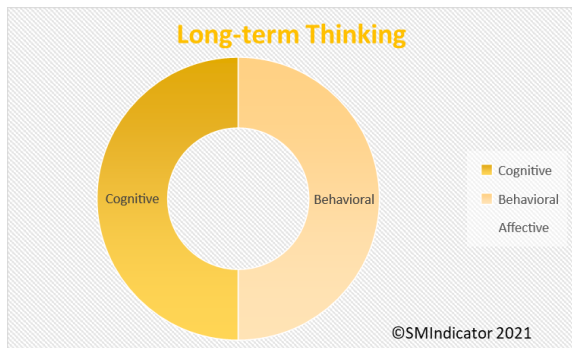 Long-term Thinking
Cognitive
Behavioral
Cognitive
Behavioral
Affective
©SMIndicator 2021